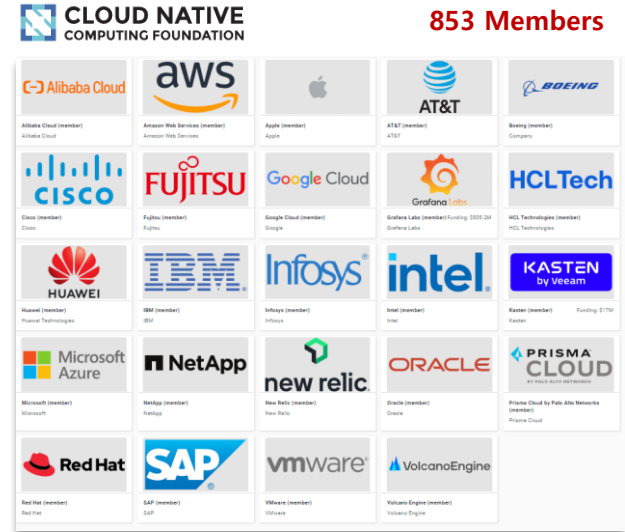 CLOUD NATIVE
COMPUTING FOUNDATION
853 Members
Alibaba Cloud
aws
AT&T
BOEING
Alibaba Cloud (member)
Alibaba Cloud
Amazon Web Services (member)
Amazon Web Services
Apple (member)
Apple
AT&T (member)
AT&T
Boeing (member)
Company
CISCO
FUJITSU
Google Cloud
Grafana Labs
HCLTech
Cisco (member)
Cisco
Fujitsu (member)
Fujitsu
Google Cloud (member)
Google
Grafana Labs (member) Funding: $535.2M
Grafana Labs
HCL Technologies (member)
HCL Technologies
HUAWEI
IBM
Infosys
intel.
KASTEN
by Veeam
Huawei (member)
Huawei Technologies
IBM (member)
IBM
Infosys (member)
Infosys
Intel (member)
Intel
Kasten (member) Funding: $17M
Kasten
Microsoft
Azure
NetApp
new relic.
ORACLE
PRISMA
CLOUD
BY PALO ALTO NETWORKS
Microsoft (member)
Microsoft
NetApp (member)
NetApp
New Relic (member)
New Relic
Oracle (member)
Oracle
Prisma Cloud by Palo Alto Networks
(member)
Prisma Cloud
Red Hat
SAP
vmware
VolcanoEngine
Red Hat (member)
Red Hat
SAP (member)
SAP
VMware (member)
VMware
Volcano Engine (member)
Volcano Engine